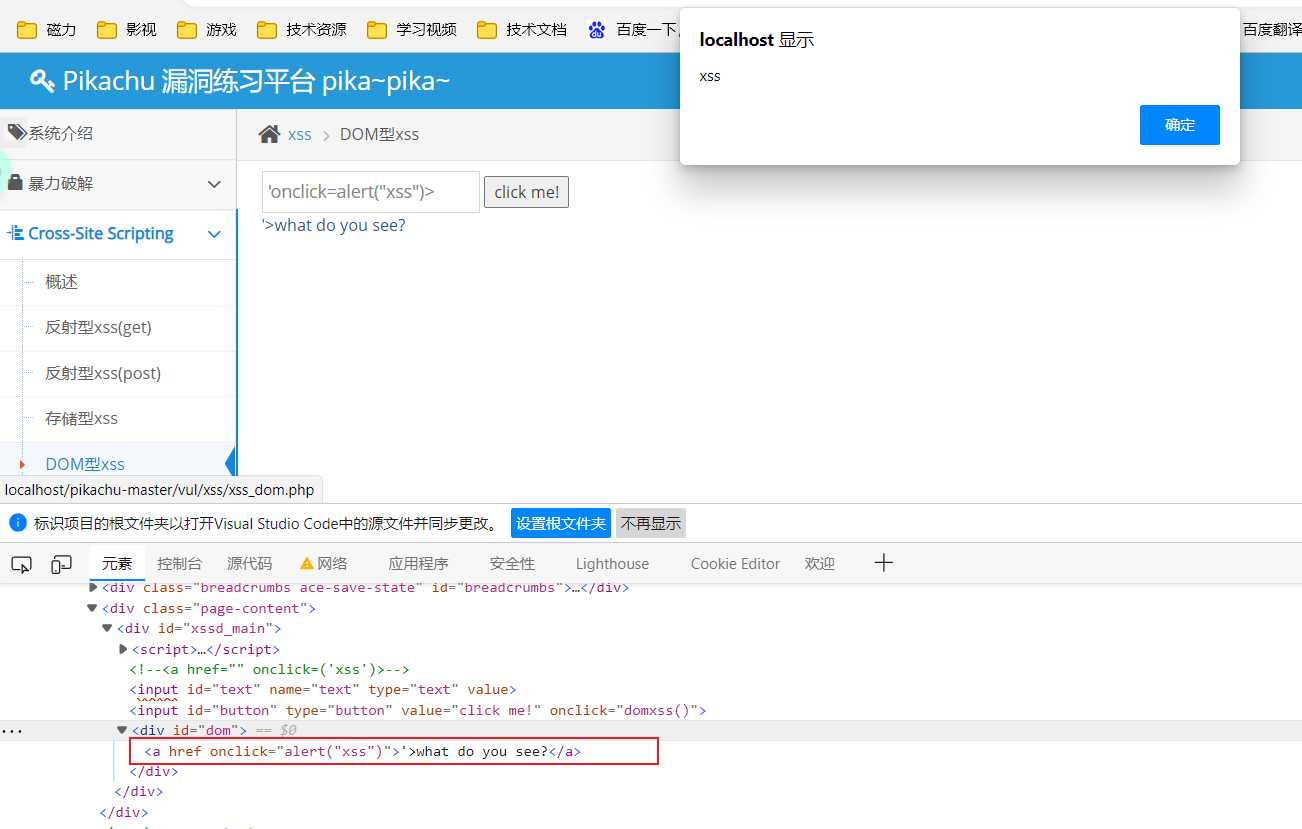 磁力 影视 游戏 技术资源 学习视频 技术文档 百度一下, 百度翻译
localhost 显示
xss
确定
Pikachu 漏洞练习平台 pika~pika~
系统介绍
暴力破解
Cross-Site Scripting
概述
反射型xss(get)
反射型xss(post)
存储型xss
DOM型xss
xss > DOM型xss
'onclick=alert("xss")> click me!
'>what do you see?
localhost/pikachu-master/vul/xss/xss_dom.php
标识项目的根文件夹以打开Visual Studio Code中的源文件并同步更改。 设置根文件夹 不再显示
元素 控制台 源代码 网络 应用程序 安全性 Lighthouse Cookie Editor 欢迎
<div class="breadcrumbs ace-save-state" id="breadcrumbs">…</div>
<div class="page-content">
<div id="xssd_main">
<script>…</script>
<!--<a href="" onclick=('xss')>-->
<input id="text" name="text" type="text" value>
<input id="button" type="button" value="click me!" onclick="domxss()">
<div id="dom"> == $0
<a href onclick="alert("xss")">'>what do you see?</a>
</div>
</div>
</div>